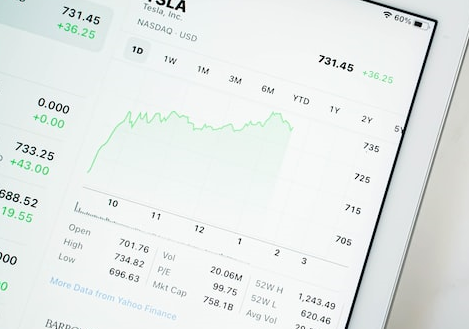 TSLA
Tesla, Inc.
NASDAQ · USD
60%
731.45
+36.25
731.45 +36.25
1D 1W 1M 3M 6M YTD 1Y 2Y 5Y
0.000
+0.00
733.25
+43.00
688.52
19.55
735
725
715
705
10 11 12 1 2 3
Open 701.76
High 734.82
Low 696.63
Vol 20.06M
P/E 99.75
Mkt Cap 758.1B
52W H 1,243.49
52W L 620.46
Avg Vol
More Data from Yahoo Finance